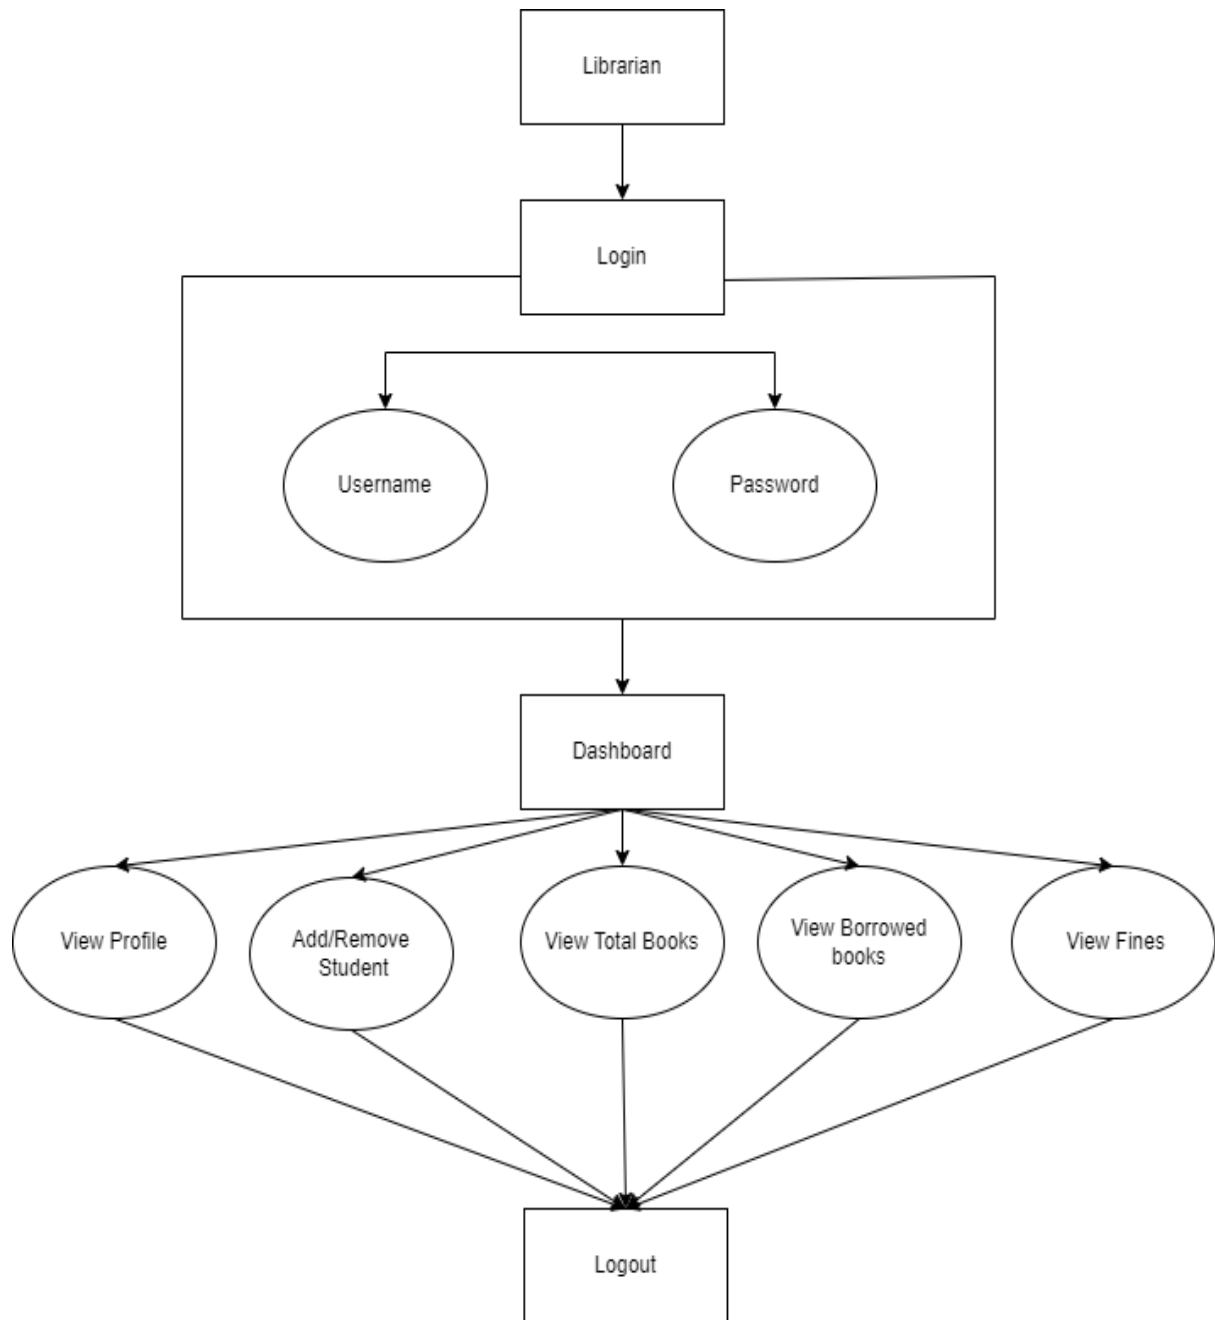 Librarian
Login
Username
Password
Dashboard
View Profile
Add/Remove
Student
View Total Books
View Borrowed
books
View Fines
Logout